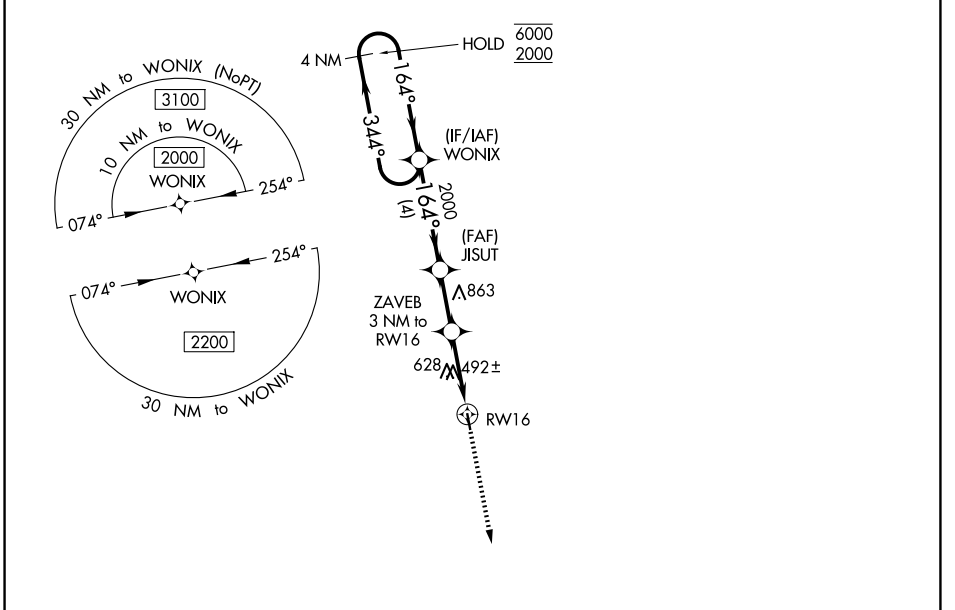 30 NM to WONIX (NoPT)
3100
10 NM to WONIX
2000
WONIX
074°
254°
074°
254°
WONIX
2200
30 NM to WONIX
4 NM
HOLD
6000
2000
164°
344°
(IF/IAF)
WONIX
2000
164°
(4)
(FAF)
JISUT
863
ZAVEB
3 NM to
RW16
628
492±
RW16